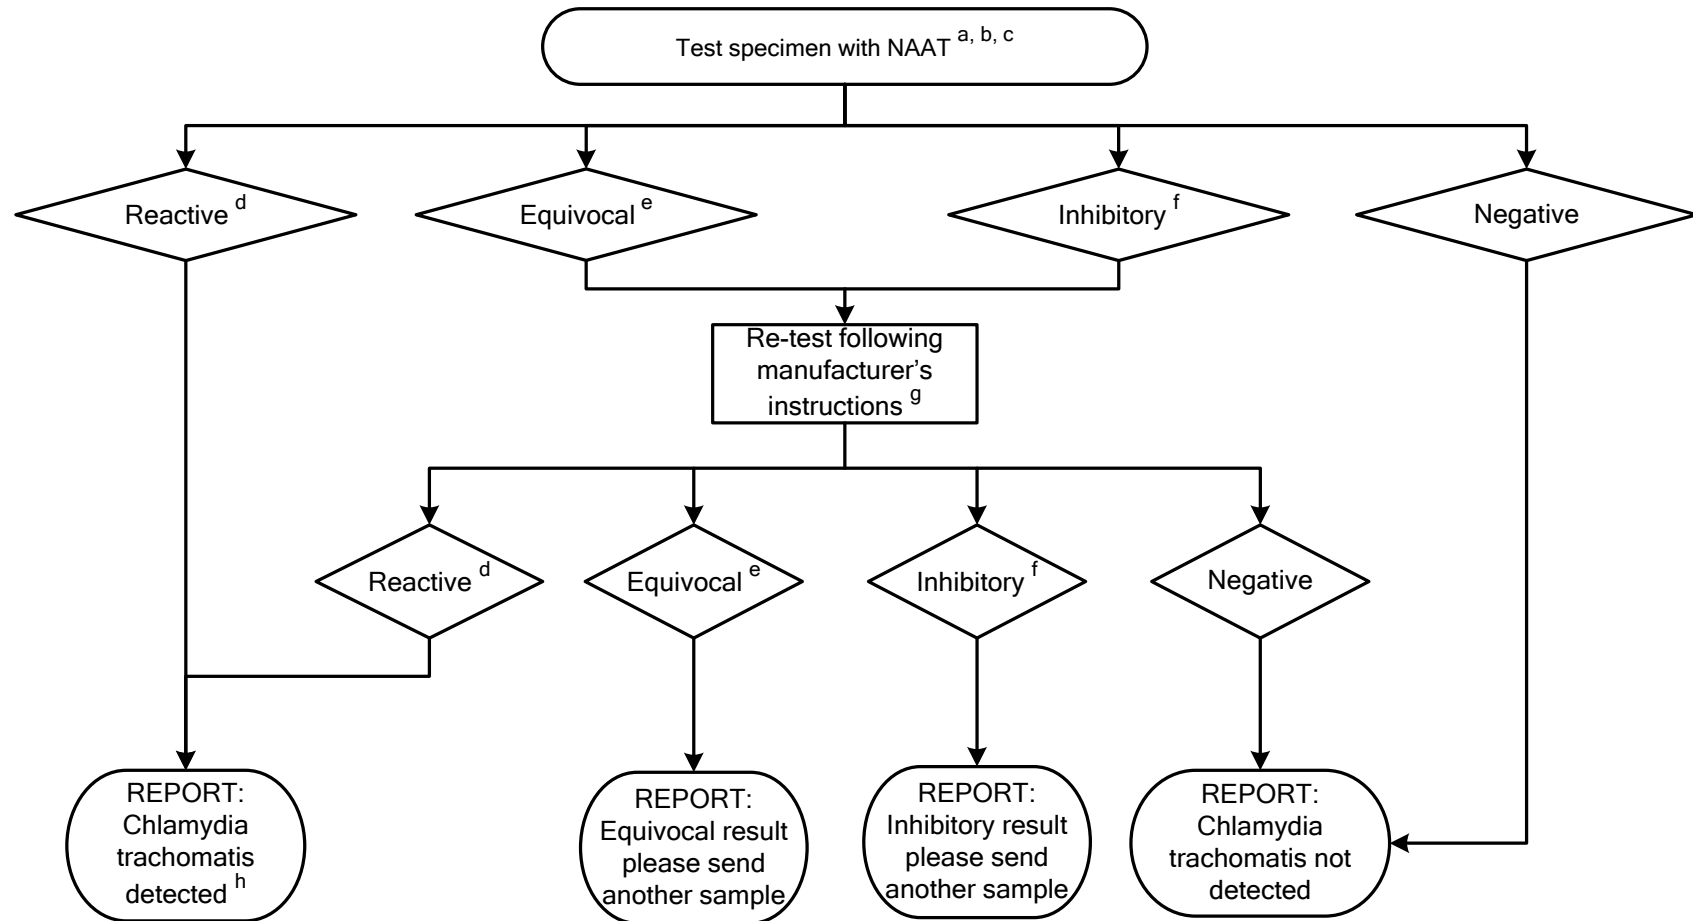 Test specimen with NAAT a, b, c
Reactive d
Equivocal e
Inhibitory f
Negative
Re-test following
manufacturer’s
instructions g
Reactive d
Equivocal e
Inhibitory f
Negative
REPORT:
Chlamydia
trachomatis
detected h
REPORT:
Equivocal result
please send
another sample
REPORT:
Inhibitory result
please send
another sample
REPORT:
Chlamydia
trachomatis not
detected